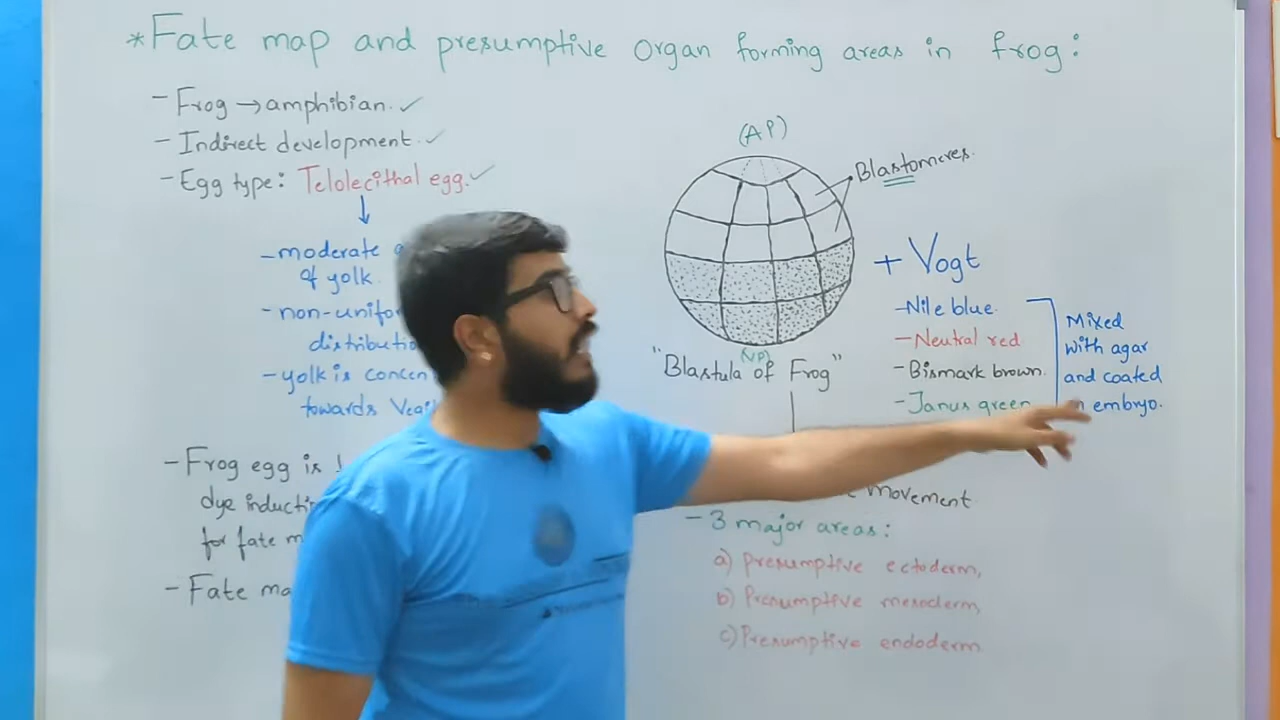 *Fate map and presumptive organ forming areas in frog:
- Frog → amphibian. ✓
- Indirect development. ✓
- Egg type: Telolecithal egg. ✓
- moderate
of yolk.
- non-unifo
distributio
- yolk is concen
towards Veg
- Frog egg is
dye inducti
for fate m
- Fate ma
(AP)
Blastomeres.
(VP)
"Blastula of Frog"
+ Vogt
- Nile blue.
- Neutral red
- Bismark brown.
- Janus green
Mixed
with agar
and coated
embryo.
movement
- 3 major areas:
a) presumptive ectoderm,
b) Presumptive mesoderm,
c) Presumptive endoderm